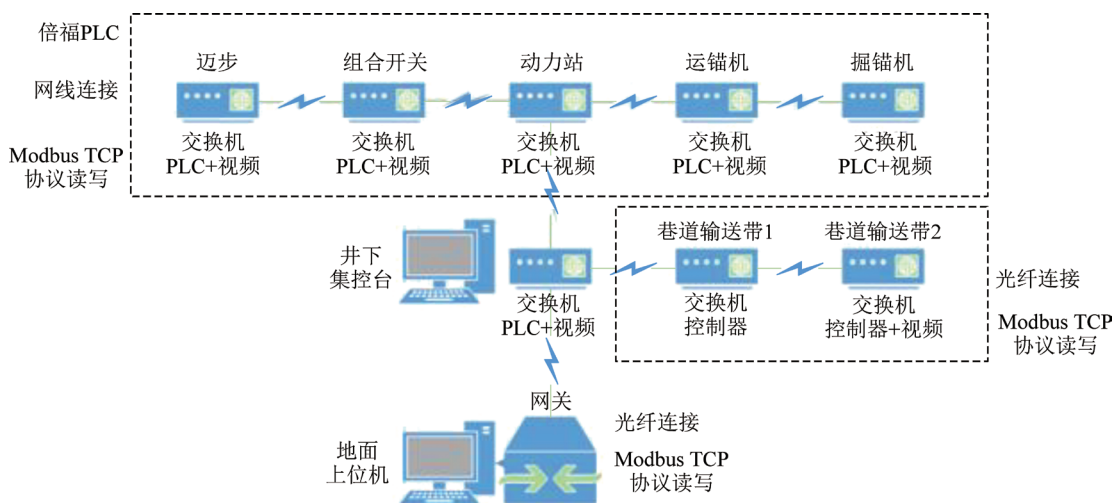 倍福PLC
迈步
组合开关
动力站
运锚机
掘锚机
网线连接
交换机
PLC+视频
交换机
PLC+视频
交换机
PLC+视频
交换机
PLC+视频
交换机
PLC+视频
Modbus TCP
协议读写
井下
集控台
交换机
PLC+视频
巷道输送带1
巷道输送带2
交换机
控制器
交换机
控制器+视频
光纤连接
Modbus TCP
协议读写
网关
地面
上位机
光纤连接
Modbus TCP
协议读写